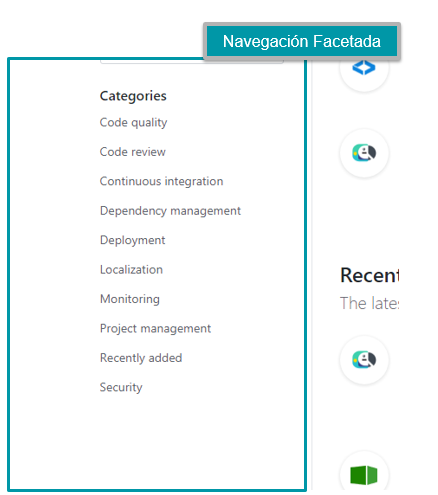 Navegación Facetada
Categories
Code quality
Code review
Continuous integration
Dependency management
Deployment
Localization
Monitoring
Project management
Recently added
Security
Recent
The late